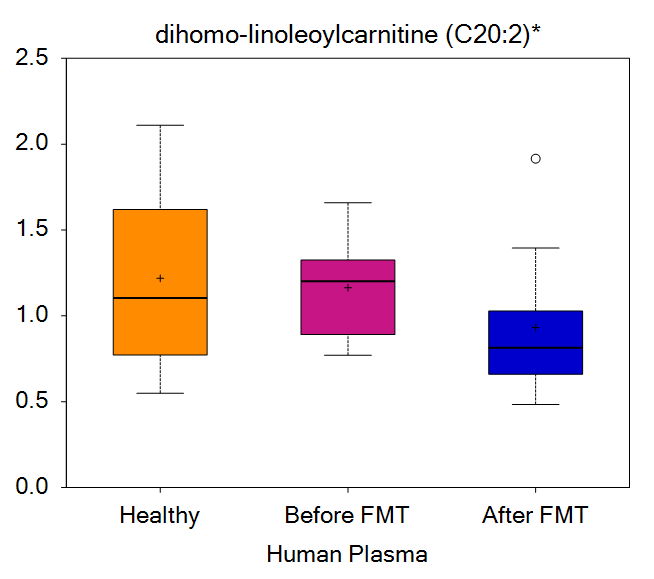 dihomo-linoleoylcarnitine (C20:2)*
2.5
2.0
1.5
1.0
0.5
0.0
Healthy Before FMT After FMT
Human Plasma